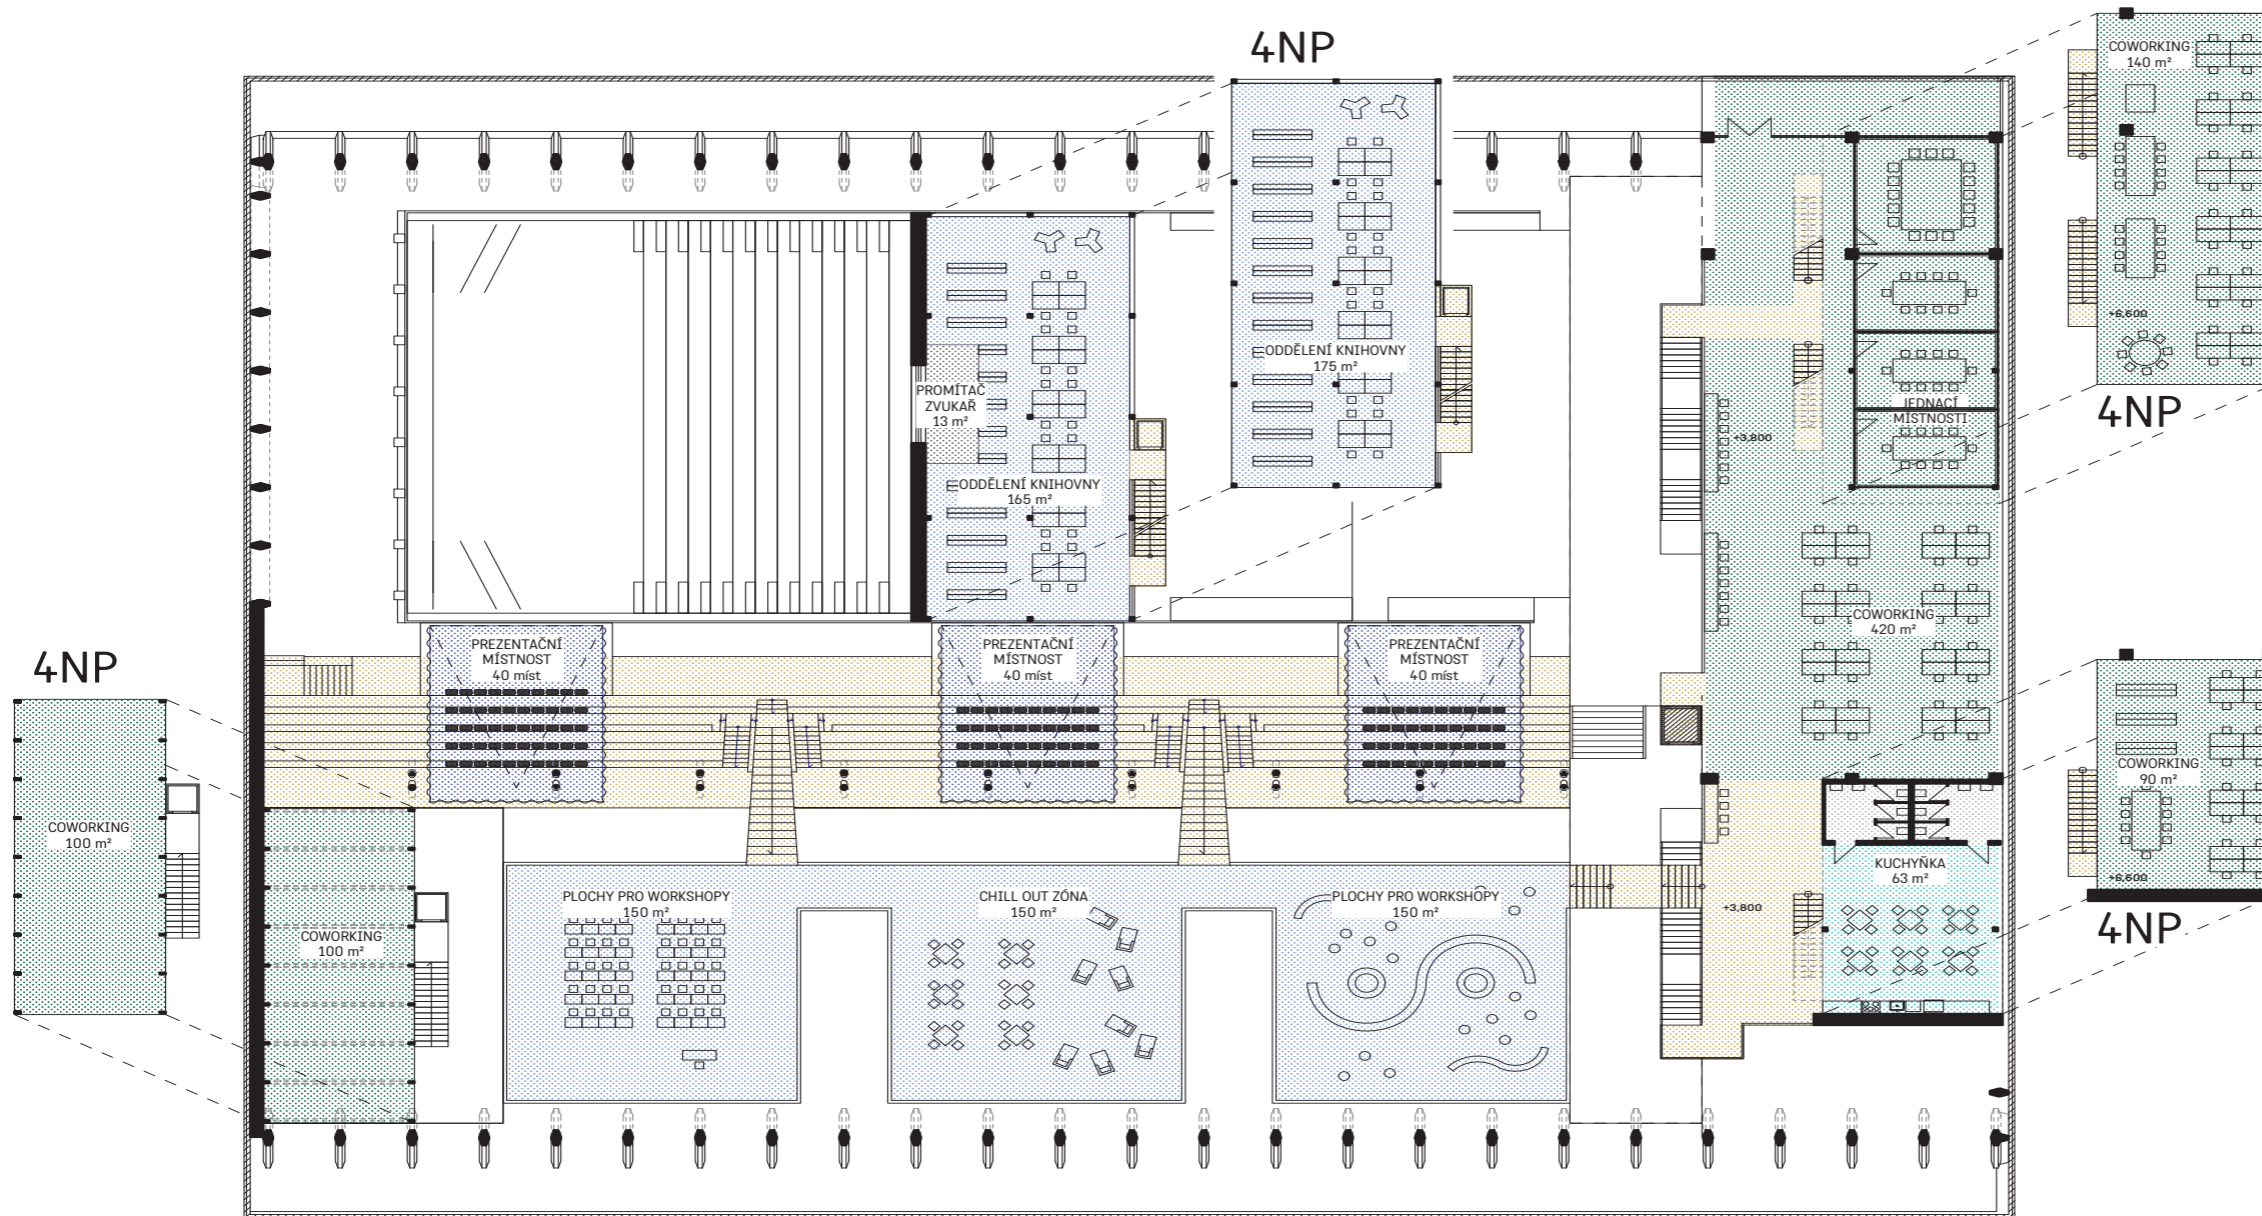 4NP
COWORKING
140 m²
+6,600
4NP
ODDĚLENÍ KNIHOVNY
175 m²
PROMÍTAČ
ZVUKAŘ
13 m²
ODDĚLENÍ KNIHOVNY
165 m²
JEDNACÍ
MÍSTNOSTI
+3,800
COWORKING
420 m²
4NP
COWORKING
100 m²
PREZENTAČNÍ
MÍSTNOST
40 míst
PREZENTAČNÍ
MÍSTNOST
40 míst
PREZENTAČNÍ
MÍSTNOST
40 míst
COWORKING
90 m²
+6,600
4NP
KUCHYŇKA
63 m²
+3,800
PLOCHY PRO WORKSHOPY
150 m²
CHILL OUT ZÓNA
150 m²
PLOCHY PRO WORKSHOPY
150 m²
COWORKING
100 m²